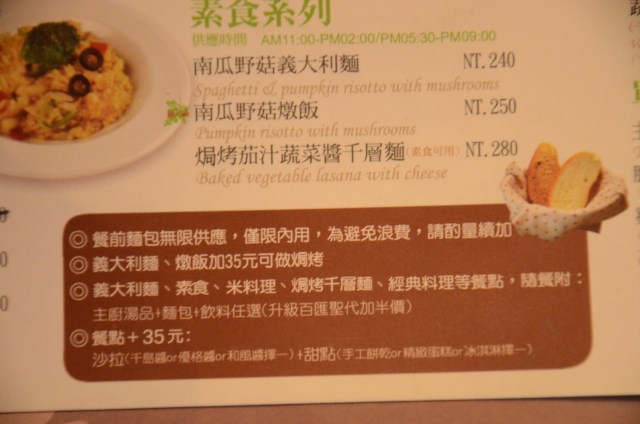 素食系列
供應時間 AM11:00-PM02:00/PM05:30-PM09:00
南瓜野菇義大利麵 NT.240
Spaghetti & pumpkin risotto with mushrooms
南瓜野菇燉飯 NT.250
Pumpkin risotto with mushrooms
焗烤茄汁蔬菜醬千層麵(素食可用) NT.280
Baked vegetable lasana with cheese
◎餐前麵包無限供應，僅限內用，為避免浪費，請酌量續加
◎義大利麵、燉飯加35元可做焗烤
◎義大利麵、素食、米料理、焗烤千層麵、經典料理等餐點，隨餐附：
主廚湯品+麵包+飲料任選(升級百匯聖代加半價)
◎餐點＋35元:
沙拉(千島醬or優格醬or和風醬擇一)+甜點(手工餅乾or精緻蛋糕or冰淇淋擇一)